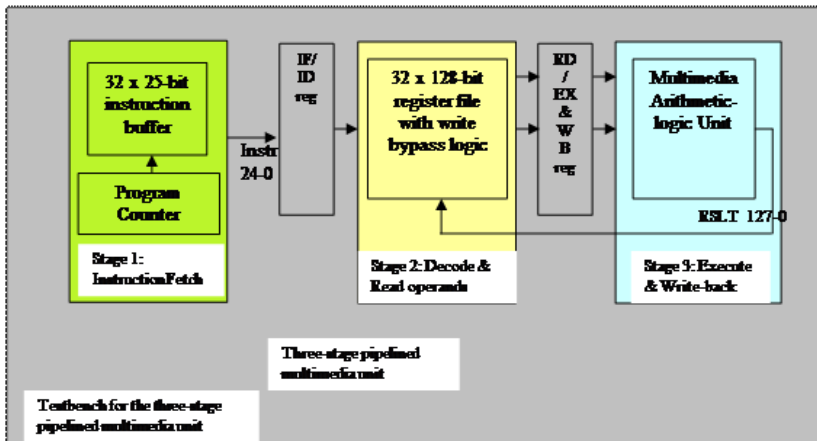 32 x 25-bit
instruction
buffer
Program
Counter
Stage 1:
Instruction Fetch
Instr
24-0
IF/
ID
reg
32 x 128-bit
register file
with write
bypass logic
Stage 2: Decode &
Read operands
RD
/
EX
&
W
B
reg
Multimedia
Arithmetic-
logic Unit
RSLT 127-0
Stage 3: Execute
& Write-back
Three-stage pipelined
multimedia unit
Testbench for the three-stage
pipelined multimedia unit